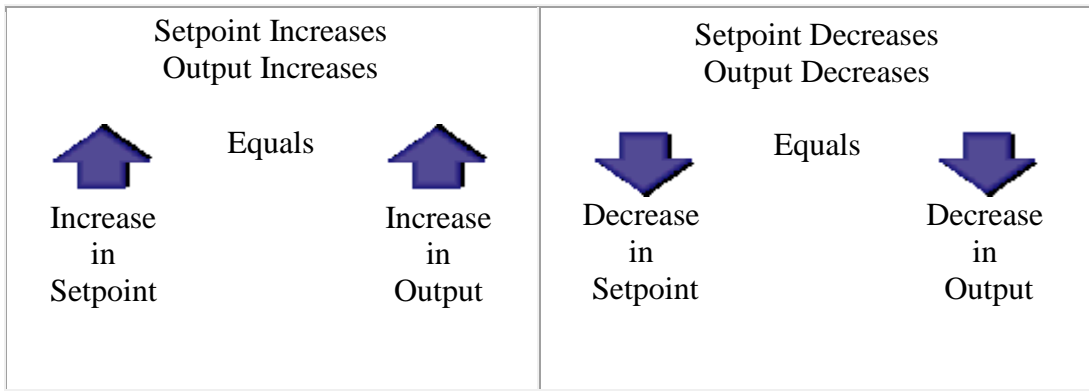 Setpoint Increases
Output Increases
Equals
Increase
in
Setpoint
Increase
in
Output
Setpoint Decreases
Output Decreases
Equals
Decrease
in
Setpoint
Decrease
in
Output